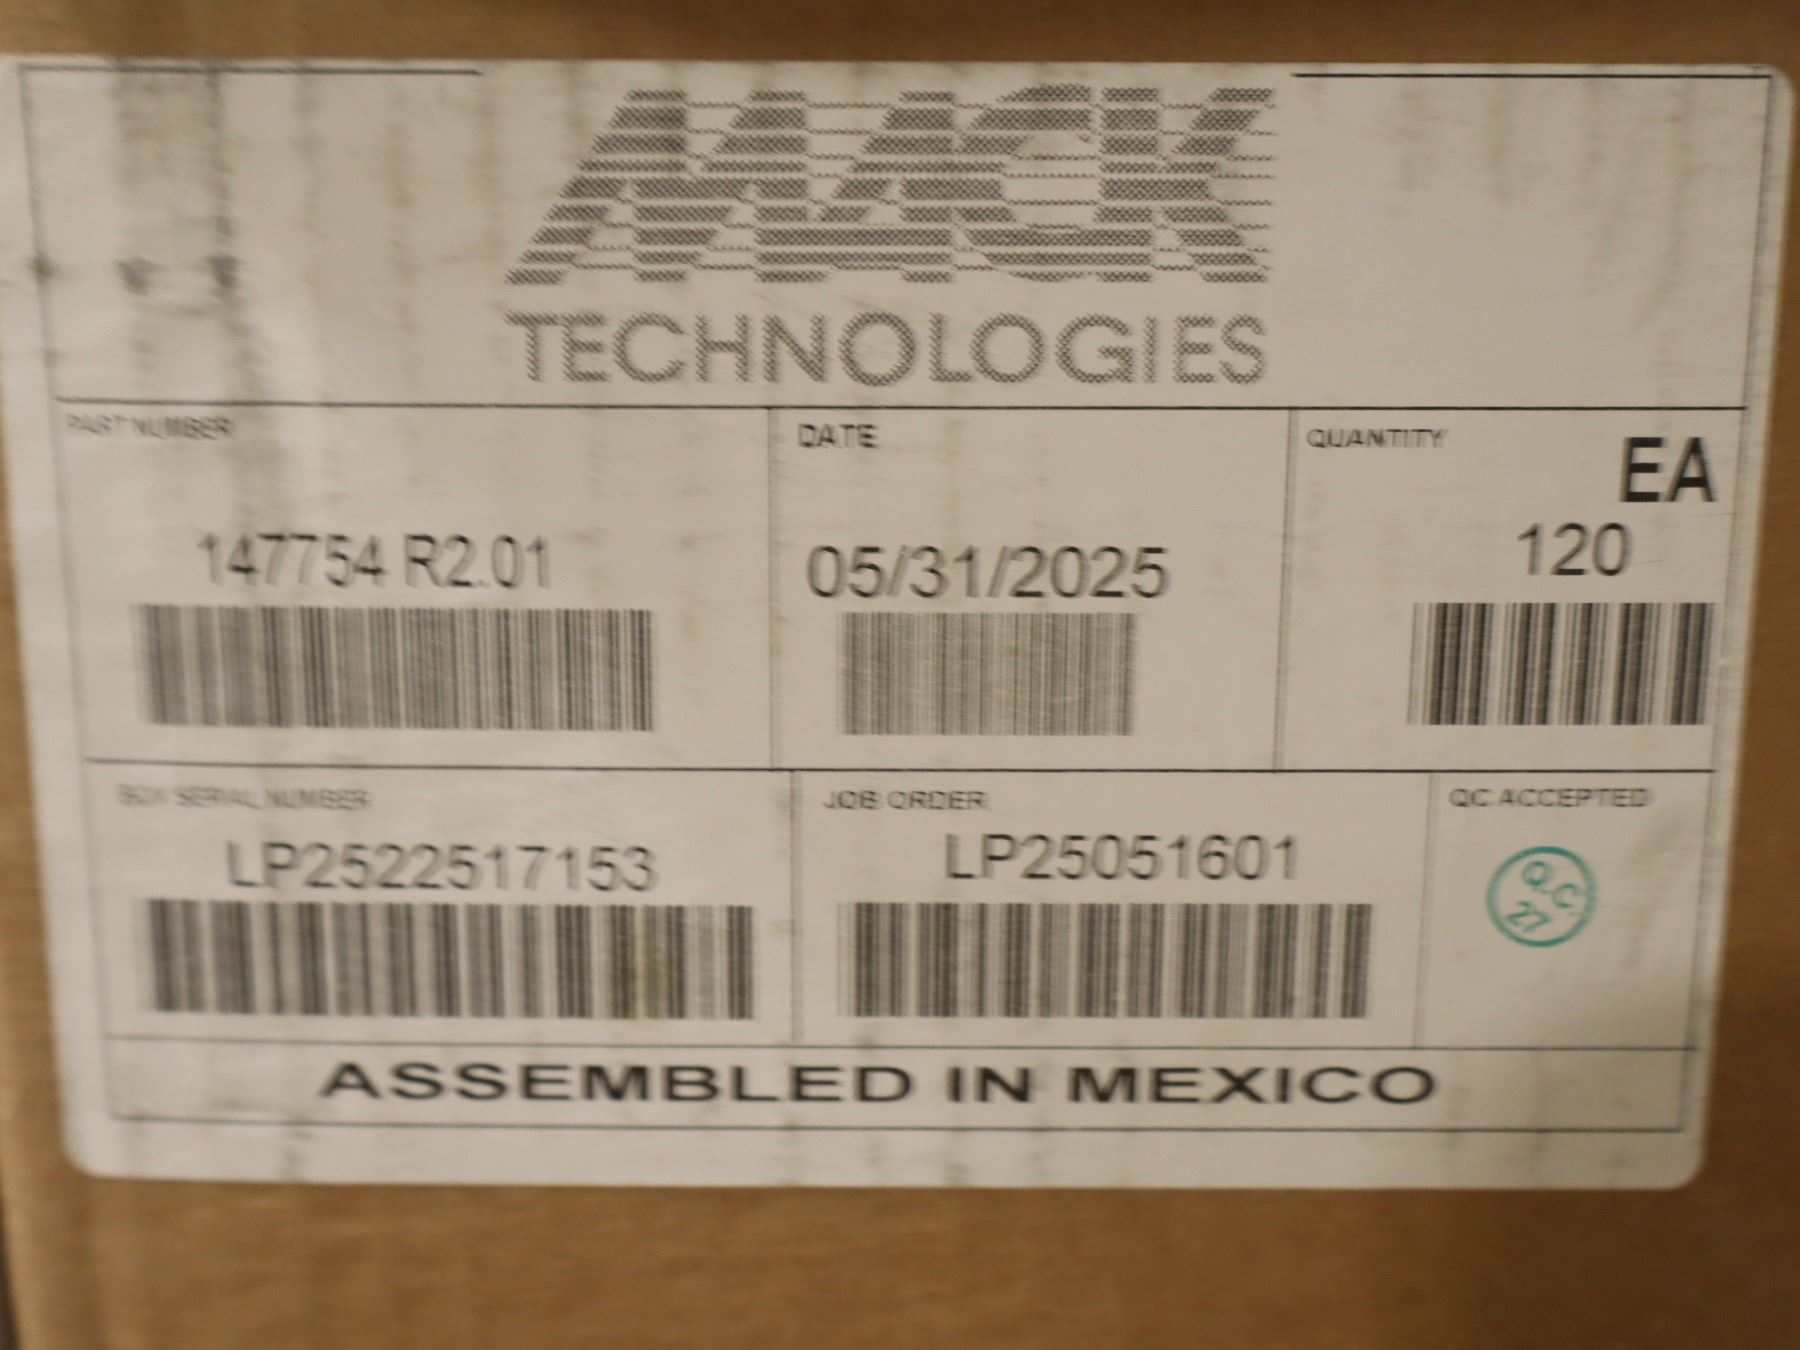 MACK
TECHNOLOGIES
PART NUMBER
DATE
QUANTITY
EA
147754 R2.01
05/31/2025
120
BOX SERIAL NUMBER
JOB ORDER
QC ACCEPTED
LP2522517153
LP25051601
Q.C.
27
ASSEMBLED IN MEXICO